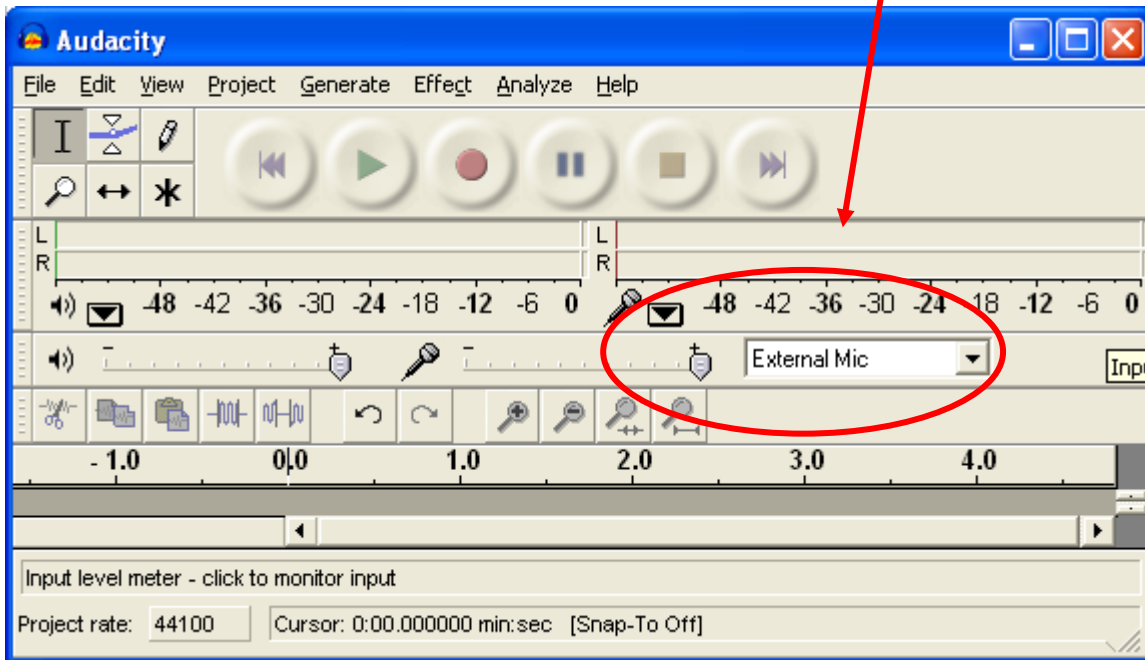 Audacity
File Edit View Project Generate Effect Analyze Help
L L
R R
-48 -42 -36 -30 -24 -18 -12 -6 0 -48 -42 -36 -30 -24 -18 -12 -6 0
- + - + External Mic
Inp
- 1.0 0.0 1.0 2.0 3.0 4.0
Input level meter - click to monitor input
Project rate: 44100 Cursor: 0:00.000000 min:sec [Snap-To Off]